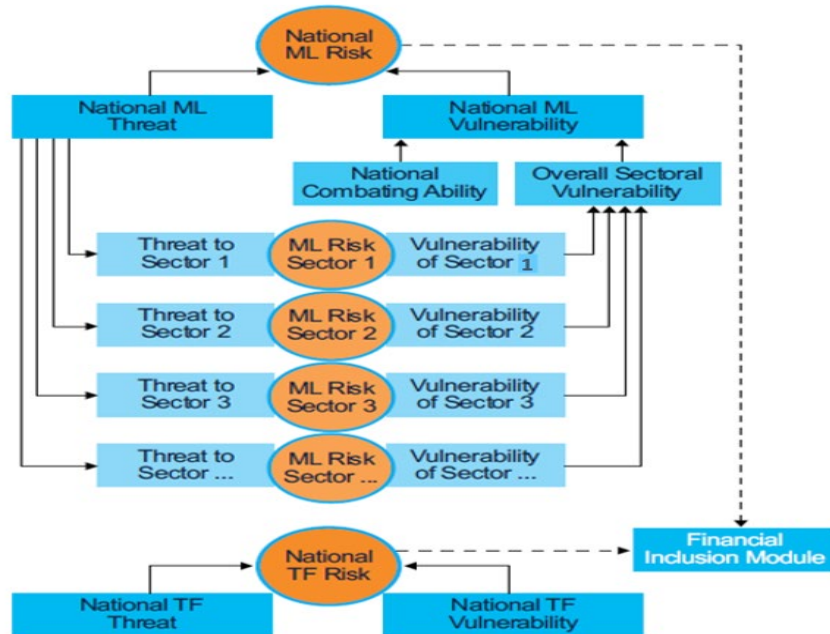 National
ML Risk
National ML
Threat
National ML
Vulnerability
National
Combating Ability
Overall Sectoral
Vulnerability
Threat to
Sector 1
ML Risk
Sector 1
Vulnerability
of Sector 1
Threat to
Sector 2
ML Risk
Sector 2
Vulnerability
of Sector 2
Threat to
Sector 3
ML Risk
Sector 3
Vulnerability
of Sector 3
Threat to
Sector ...
ML Risk
Sector ...
Vulnerability
of Sector ...
National
TF Risk
Financial
Inclusion Module
National TF
Threat
National TF
Vulnerability